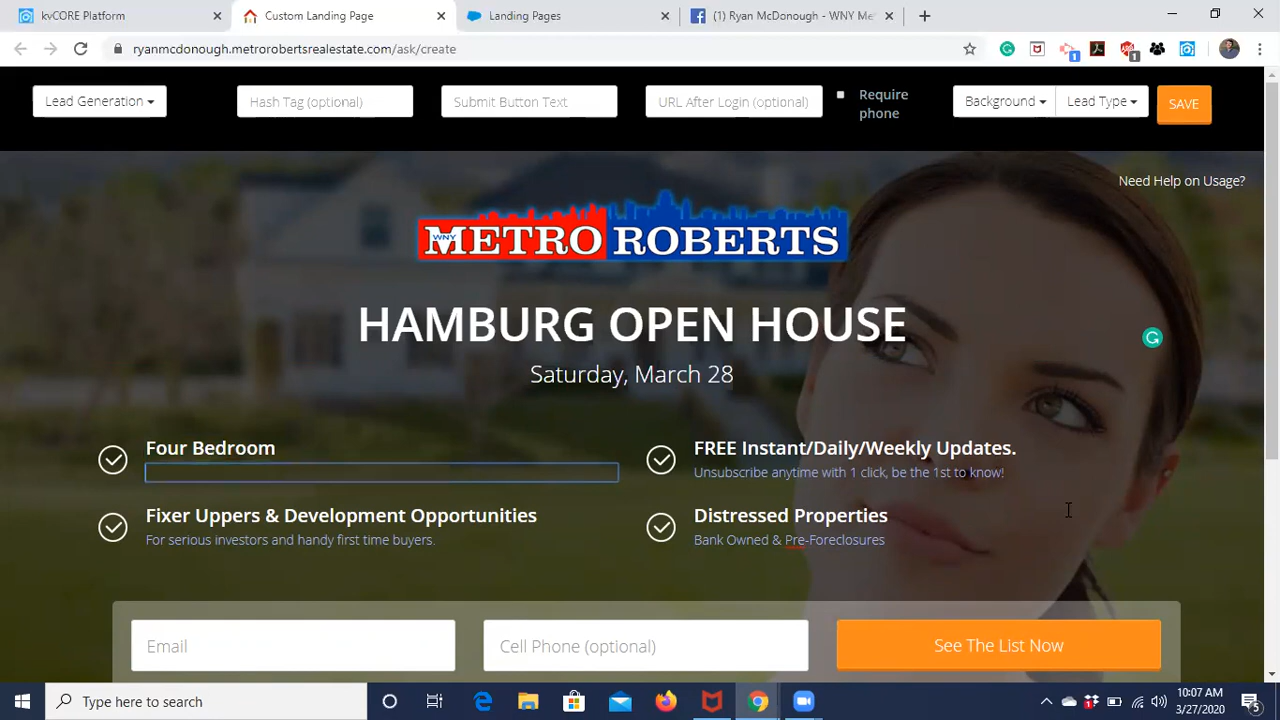 kvCORE Platform
Custom Landing Page
Landing Pages
(1) Ryan McDonough - WNY Me
ryanmcdonough.metrorobertsrealestate.com/ask/create
1
1
Lead Generation
Hash Tag (optional)
Submit Button Text
URL After Login (optional)
Require phone
Background
Lead Type
SAVE
Need Help on Usage?
WNY METRO ROBERTS
HAMBURG OPEN HOUSE
Saturday, March 28
Four Bedroom
FREE Instant/Daily/Weekly Updates.
Unsubscribe anytime with 1 click, be the 1st to know!
Fixer Uppers & Development Opportunities
For serious investors and handy first time buyers.
Distressed Properties
Bank Owned & Pre-Foreclosures
Email
Cell Phone (optional)
See The List Now
Type here to search
10:07 AM
3/27/2020
5